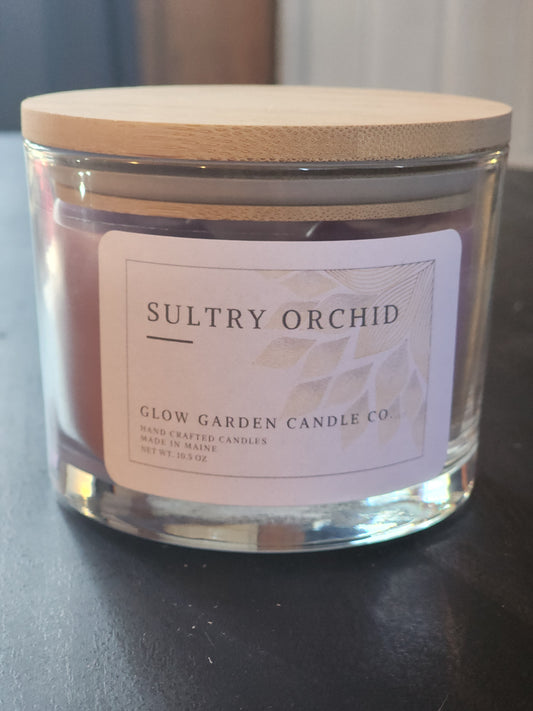 SULTRY ORCHID
GLOW GARDEN CANDLE CO.
HAND CRAFTED CANDLES
MADE IN MAINE
NET WT. 10.5 OZ